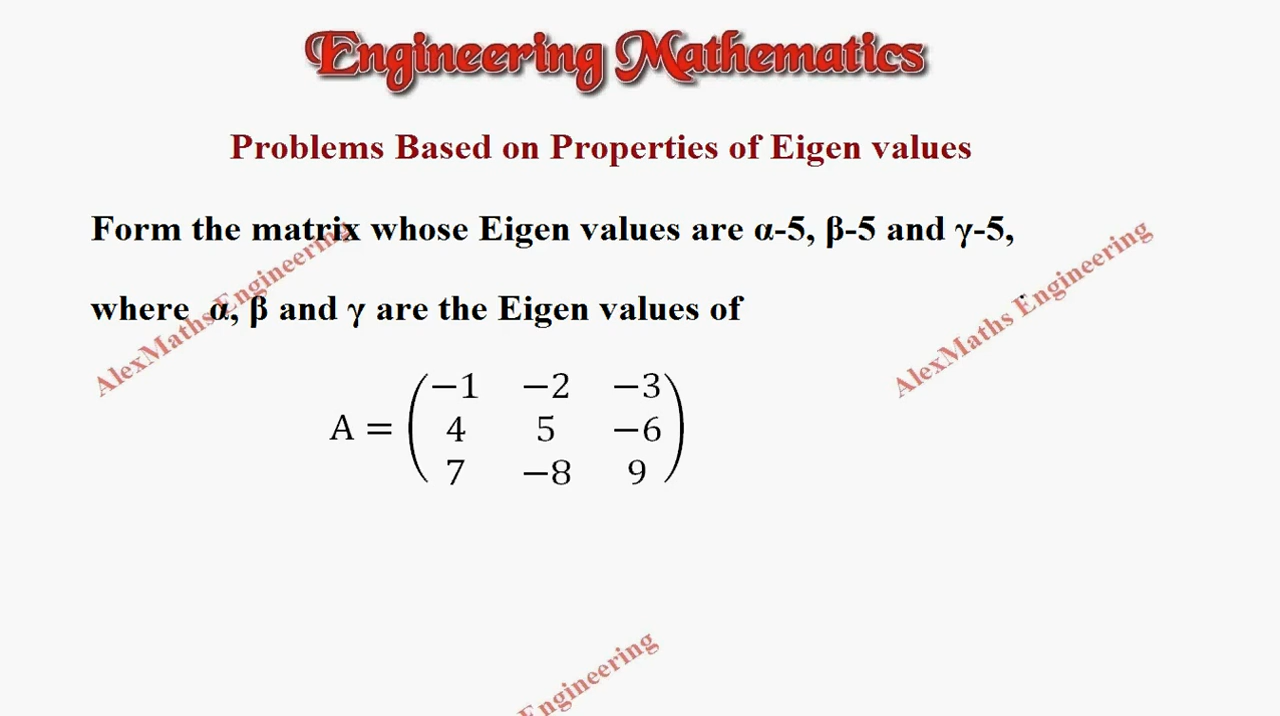 Engineering Mathematics
Problems Based on Properties of Eigen values
Form the matrix whose Eigen values are α-5, β-5 and γ-5,
where α, β and γ are the Eigen values of
A = (−1 −2 −3
4 5 −6
7 −8 9)
AlexMaths Engineering
AlexMaths Engineering
Engineering